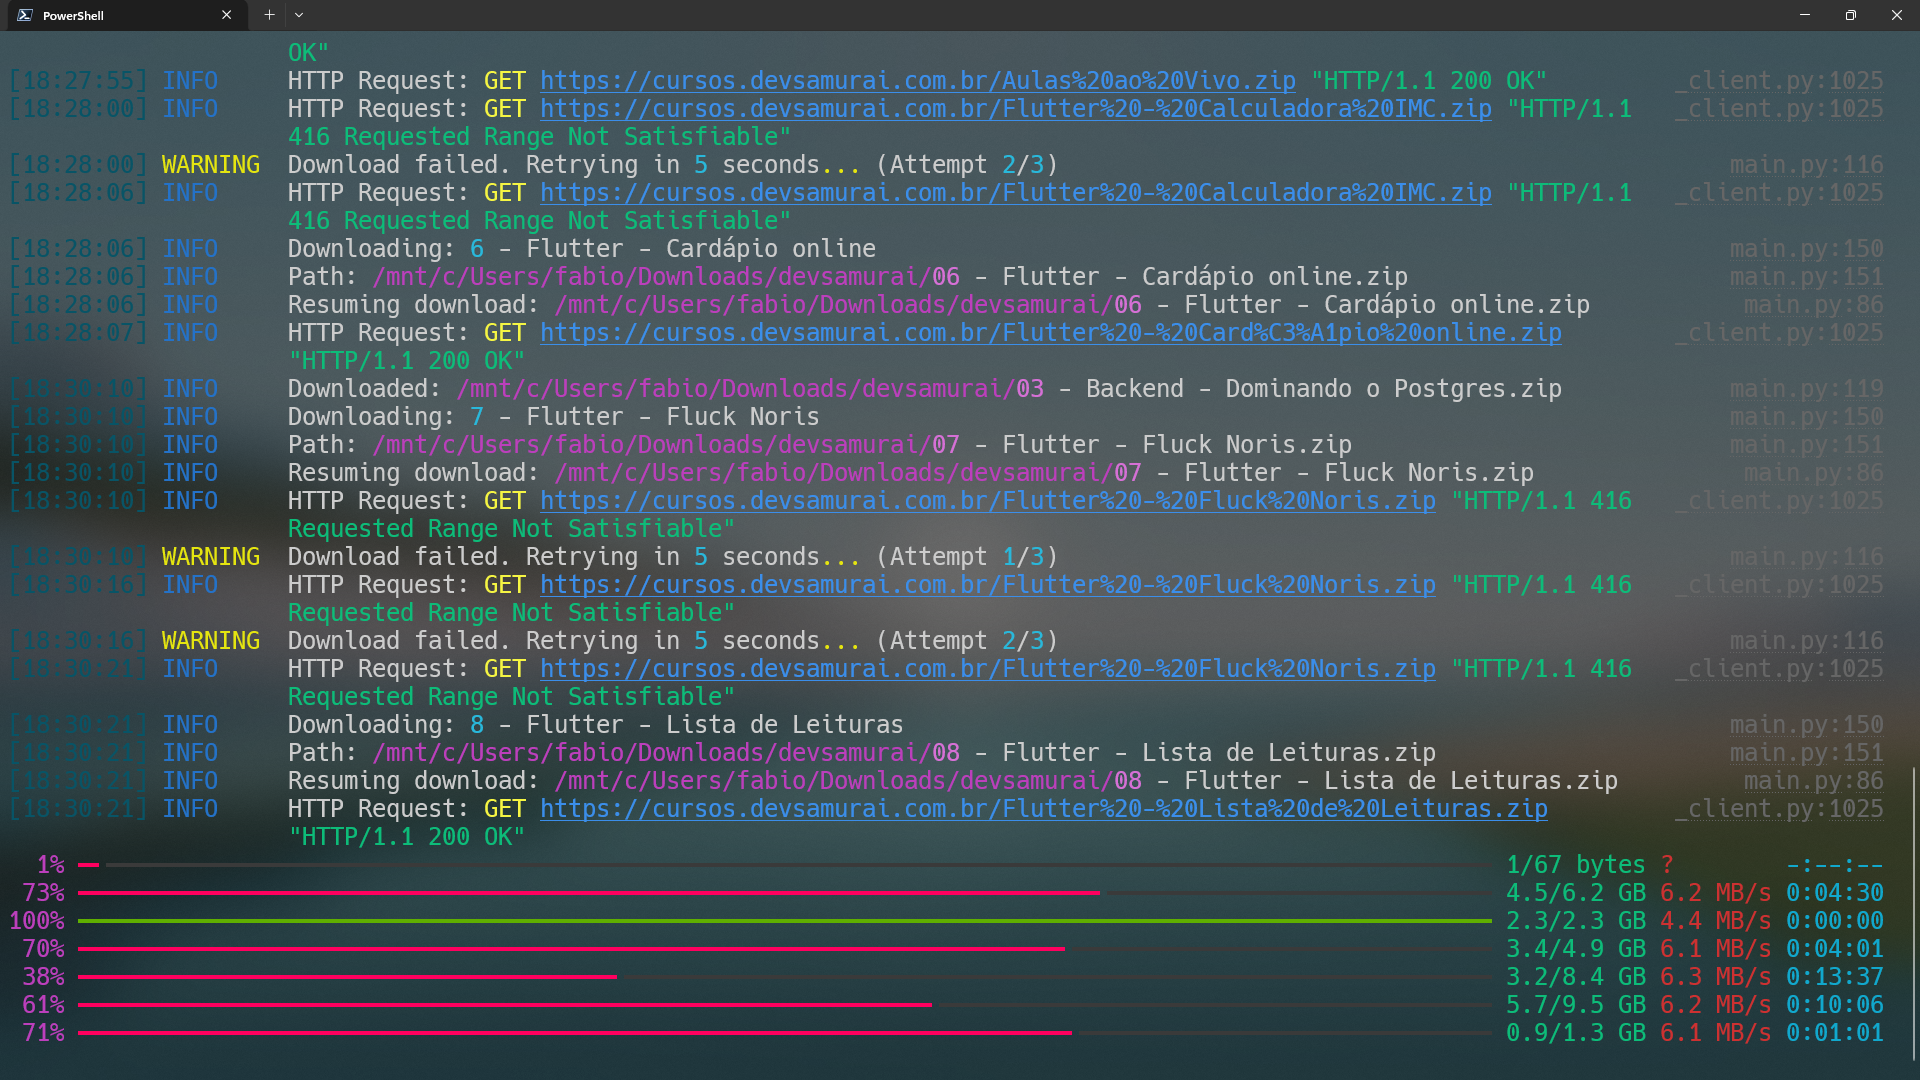 PowerShell
OK"
[18:27:55] INFO HTTP Request: GET https://cursos.devsamurai.com.br/Aulas%20ao%20Vivo.zip "HTTP/1.1 200 OK" _client.py:1025
[18:28:00] INFO HTTP Request: GET https://cursos.devsamurai.com.br/Flutter%20-%20Calculadora%20IMC.zip "HTTP/1.1 _client.py:1025
416 Requested Range Not Satisfiable"
[18:28:00] WARNING Download failed. Retrying in 5 seconds... (Attempt 2/3) main.py:116
[18:28:06] INFO HTTP Request: GET https://cursos.devsamurai.com.br/Flutter%20-%20Calculadora%20IMC.zip "HTTP/1.1 _client.py:1025
416 Requested Range Not Satisfiable"
[18:28:06] INFO Downloading: 6 - Flutter - Cardápio online main.py:150
[18:28:06] INFO Path: /mnt/c/Users/fabio/Downloads/devsamurai/06 - Flutter - Cardápio online.zip main.py:151
[18:28:06] INFO Resuming download: /mnt/c/Users/fabio/Downloads/devsamurai/06 - Flutter - Cardápio online.zip main.py:86
[18:28:07] INFO HTTP Request: GET https://cursos.devsamurai.com.br/Flutter%20-%20Card%C3%A1pio%20online.zip _client.py:1025
"HTTP/1.1 200 OK"
[18:30:10] INFO Downloaded: /mnt/c/Users/fabio/Downloads/devsamurai/03 - Backend - Dominando o Postgres.zip main.py:119
[18:30:10] INFO Downloading: 7 - Flutter - Fluck Noris main.py:150
[18:30:10] INFO Path: /mnt/c/Users/fabio/Downloads/devsamurai/07 - Flutter - Fluck Noris.zip main.py:151
[18:30:10] INFO Resuming download: /mnt/c/Users/fabio/Downloads/devsamurai/07 - Flutter - Fluck Noris.zip main.py:86
[18:30:10] INFO HTTP Request: GET https://cursos.devsamurai.com.br/Flutter%20-%20Fluck%20Noris.zip "HTTP/1.1 416 _client.py:1025
Requested Range Not Satisfiable"
[18:30:10] WARNING Download failed. Retrying in 5 seconds... (Attempt 1/3) main.py:116
[18:30:16] INFO HTTP Request: GET https://cursos.devsamurai.com.br/Flutter%20-%20Fluck%20Noris.zip "HTTP/1.1 416 _client.py:1025
Requested Range Not Satisfiable"
[18:30:16] WARNING Download failed. Retrying in 5 seconds... (Attempt 2/3) main.py:116
[18:30:21] INFO HTTP Request: GET https://cursos.devsamurai.com.br/Flutter%20-%20Fluck%20Noris.zip "HTTP/1.1 416 _client.py:1025
Requested Range Not Satisfiable"
[18:30:21] INFO Downloading: 8 - Flutter - Lista de Leituras main.py:150
[18:30:21] INFO Path: /mnt/c/Users/fabio/Downloads/devsamurai/08 - Flutter - Lista de Leituras.zip main.py:151
[18:30:21] INFO Resuming download: /mnt/c/Users/fabio/Downloads/devsamurai/08 - Flutter - Lista de Leituras.zip main.py:86
[18:30:21] INFO HTTP Request: GET https://cursos.devsamurai.com.br/Flutter%20-%20Lista%20de%20Leituras.zip _client.py:1025
"HTTP/1.1 200 OK"
1% 1/67 bytes ? -:--:--
73% 4.5/6.2 GB 6.2 MB/s 0:04:30
100% 2.3/2.3 GB 4.4 MB/s 0:00:00
70% 3.4/4.9 GB 6.1 MB/s 0:04:01
38% 3.2/8.4 GB 6.3 MB/s 0:13:37
61% 5.7/9.5 GB 6.2 MB/s 0:10:06
71% 0.9/1.3 GB 6.1 MB/s 0:01:01